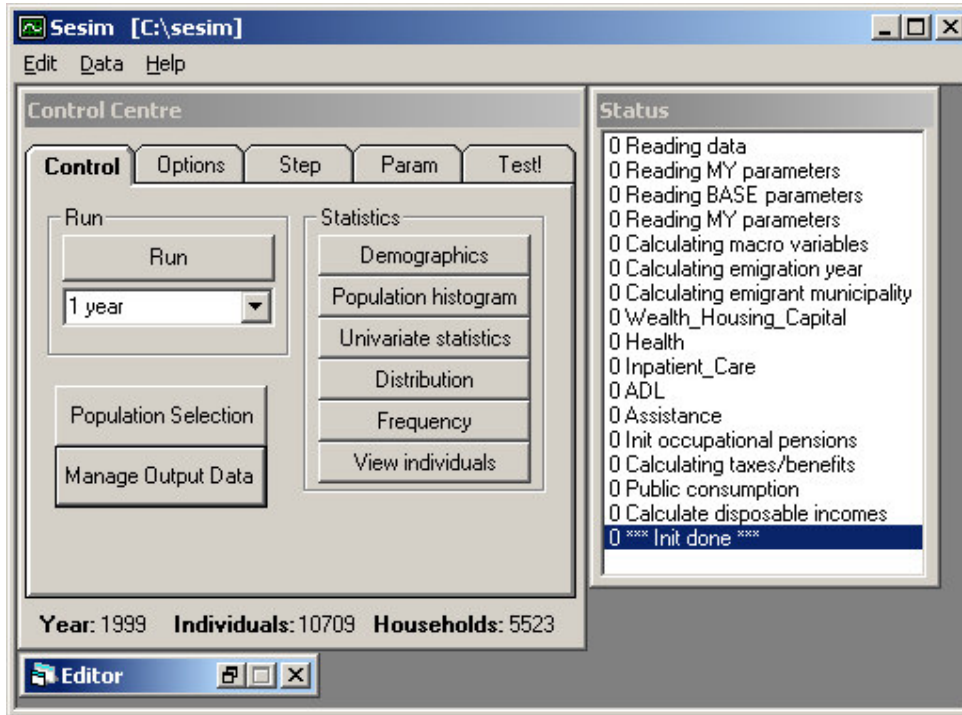 Sesim [C:\sesim]
Edit Data Help
Control Centre
Control Options Step Param Test!
Run
Run
1 year
Population Selection
Manage Output Data
Statistics
Demographics
Population histogram
Univariate statistics
Distribution
Frequency
View individuals
Year: 1999 Individuals: 10709 Households: 5523
Status
0 Reading data
0 Reading MY parameters
0 Reading BASE parameters
0 Reading MY parameters
0 Calculating macro variables
0 Calculating emigration year
0 Calculating emigrant municipality
0 Wealth_Housing_Capital
0 Health
0 Inpatient_Care
0 ADL
0 Assistance
0 Init occupational pensions
0 Calculating taxes/benefits
0 Public consumption
0 Calculate disposable incomes
0 *** Init done ***
Editor